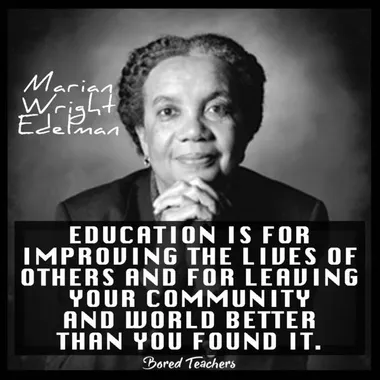 Marian
Wright
Edelman
EDUCATION IS FOR
IMPROVING THE LIVES OF
OTHERS AND FOR LEAVING
YOUR COMMUNITY
AND WORLD BETTER
THAN YOU FOUND IT.
Bored Teachers